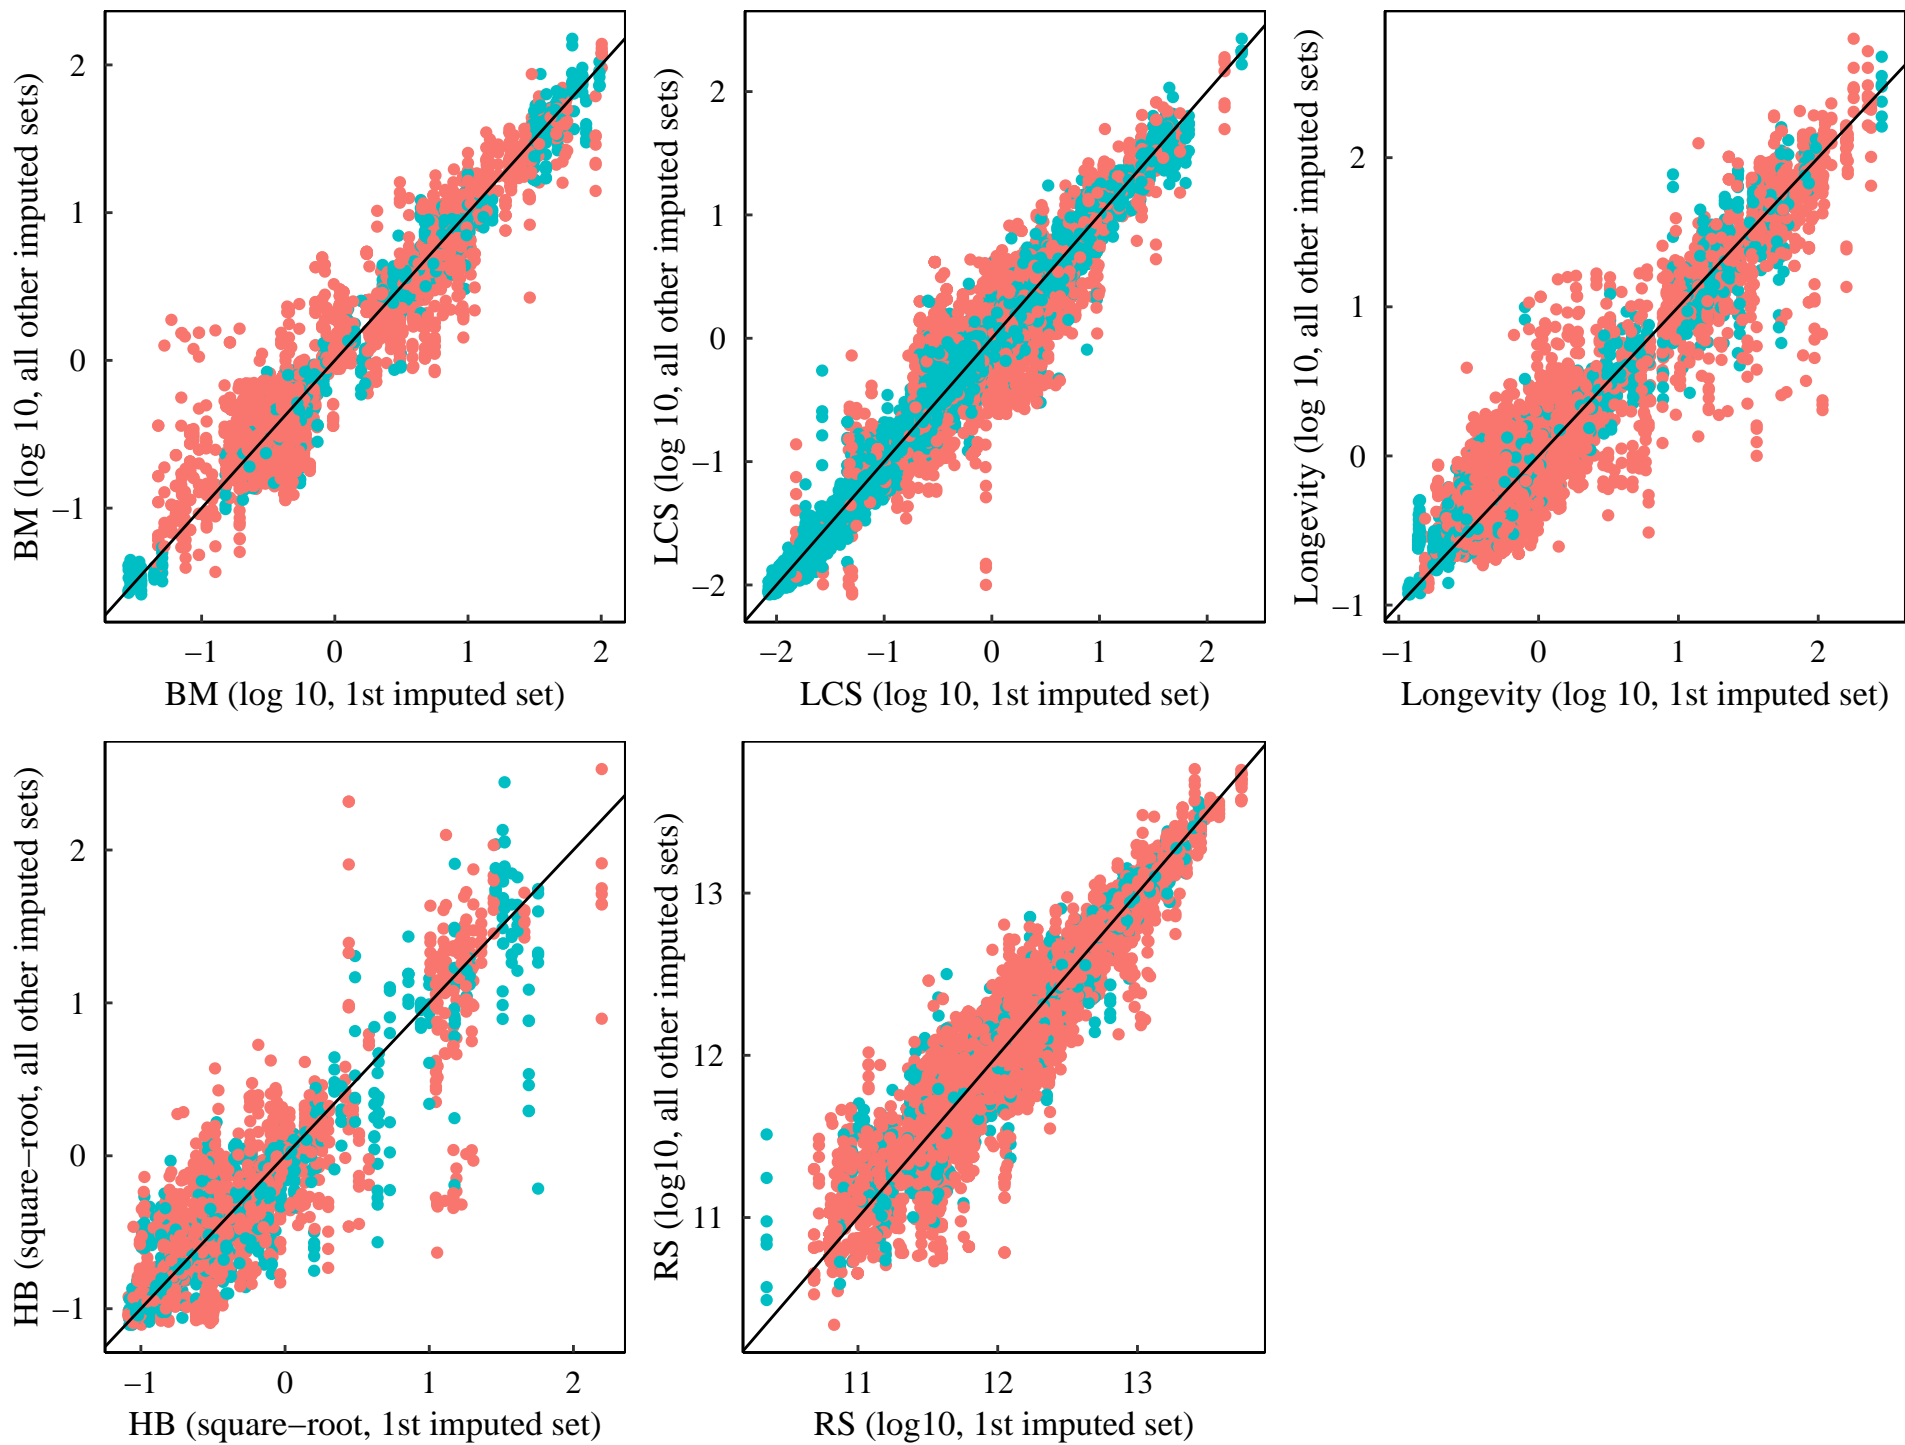 BM (log 10, all other imputed sets)
2
1
0
−1
−1 0 1 2
BM (log 10, 1st imputed set)
LCS (log 10, all other imputed sets)
2
1
0
−1
−2
−2 −1 0 1 2
LCS (log 10, 1st imputed set)
Longevity (log 10, all other imputed sets)
2
1
0
−1
−1 0 1 2
Longevity (log 10, 1st imputed set)
HB (square−root, all other imputed sets)
2
1
0
−1
−1 0 1 2
HB (square−root, 1st imputed set)
RS (log10, all other imputed sets)
13
12
11
11 12 13
RS (log10, 1st imputed set)